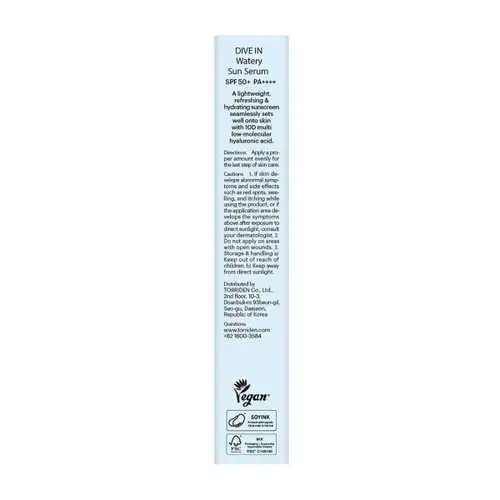 DIVE IN
Watery
Sun Serum
SPF 50+ PA++++
A lightweight,
refreshing &
hydrating sunscreen
seamlessly sets
well onto skin
with 10D multi
low-molecular
hyaluronic acid.
Directions Apply a pro-
per amount evenly for
the last step of skin care.
Cautions 1. If skin de-
velops abnormal symp-
toms and side effects
such as red spots, swe-
lling, and itching while
using the product, or if
the application area de-
velops the symptoms
above after exposure to
direct sunlight, consult
your dermatologist. 2.
Do not apply on areas
with open wounds. 3.
Storage & handling a)
Keep out of reach of
children. b) Keep away
from direct sunlight.
Distributed by
TORRIDEN Co., Ltd.,
2nd floor, 10-3,
Doanbuk-ro 93beon-gil,
Seo-gu, Daejeon,
Republic of Korea
Questions
www.torriden.com
+82 1600-3584
Vegan
SOYINK
FSC
MIX